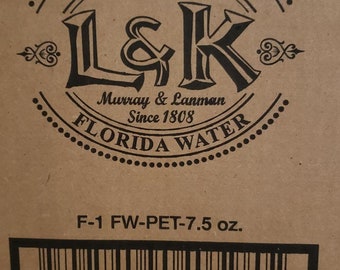 L&K
Murray & Lanman
Since 1808
FLORIDA WATER
F-1 FW-PET-7.5 oz.